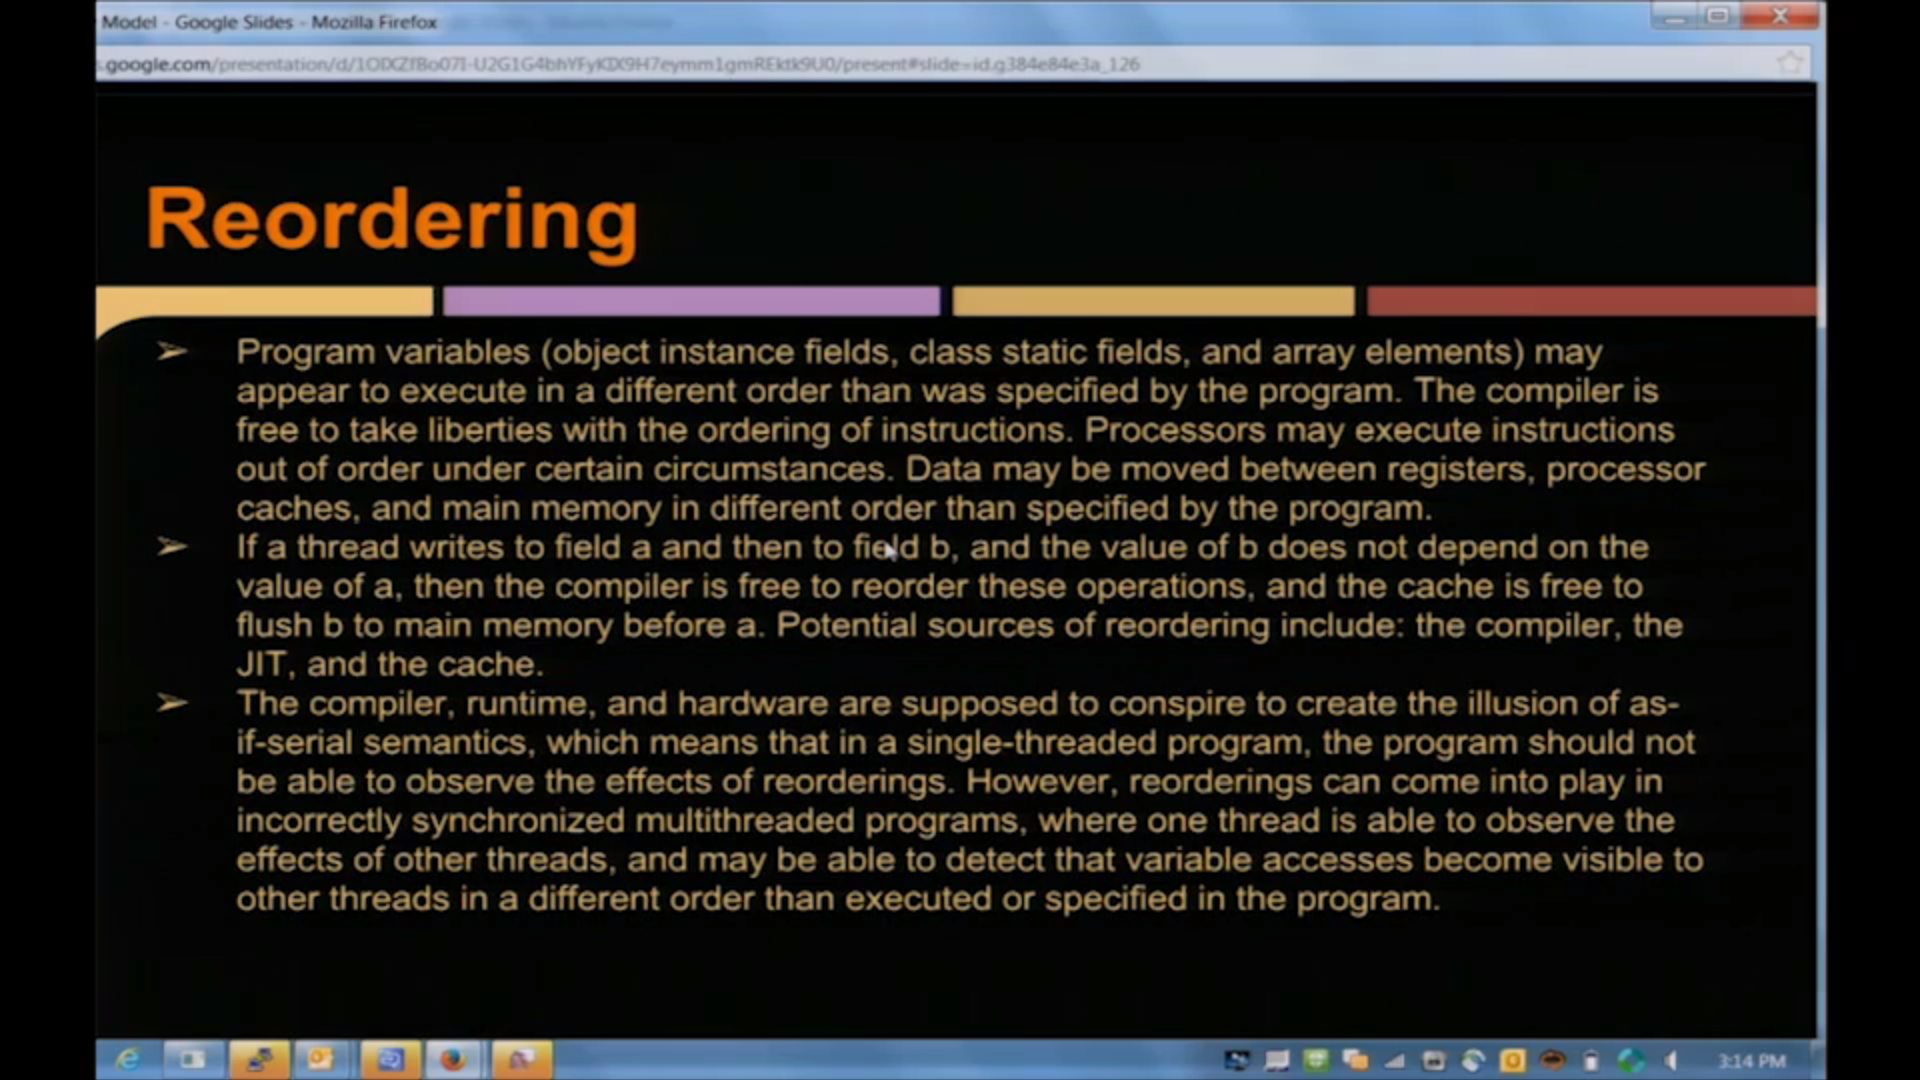 Model - Google Slides - Mozilla Firefox
google.com/presentation/d/
/present#slide=id.g384e84e3a_126
Reordering
Program variables (object instance fields, class static fields, and array elements) may
appear to execute in a different order than was specified by the program. The compiler is
free to take liberties with the ordering of instructions. Processors may execute instructions
out of order under certain circumstances. Data may be moved between registers, processor
caches, and main memory in different order than specified by the program.
If a thread writes to field a and then to field b, and the value of b does not depend on the
value of a, then the compiler is free to reorder these operations, and the cache is free to
flush b to main memory before a. Potential sources of reordering include: the compiler, the
JIT, and the cache.
The compiler, runtime, and hardware are supposed to conspire to create the illusion of as-
if-serial semantics, which means that in a single-threaded program, the program should not
be able to observe the effects of reorderings. However, reorderings can come into play in
incorrectly synchronized multithreaded programs, where one thread is able to observe the
effects of other threads, and may be able to detect that variable accesses become visible to
other threads in a different order than executed or specified in the program.
3:14 PM